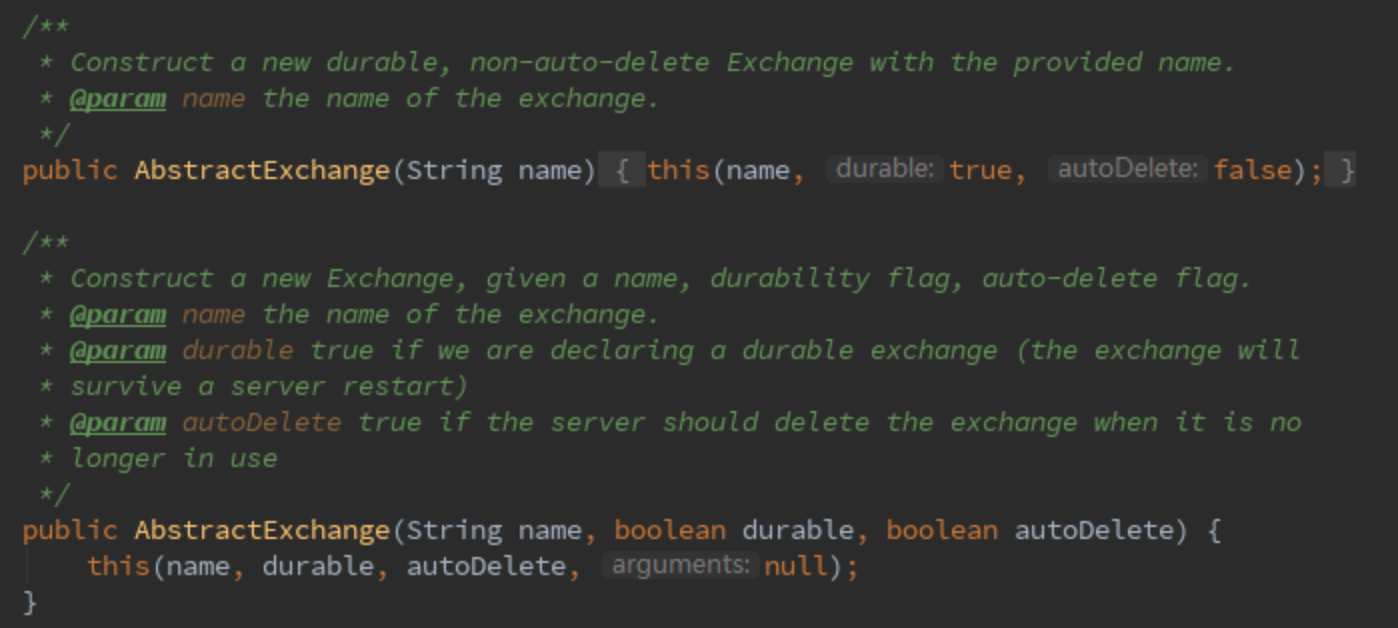 /**
 * Construct a new durable, non-auto-delete Exchange with the provided name.
 * @param name the name of the exchange.
 */
public AbstractExchange(String name) { this(name, durable: true, autoDelete: false); }
/**
 * Construct a new Exchange, given a name, durability flag, auto-delete flag.
 * @param name the name of the exchange.
 * @param durable true if we are declaring a durable exchange (the exchange will
 * survive a server restart)
 * @param autoDelete true if the server should delete the exchange when it is no
 * longer in use
 */
public AbstractExchange(String name, boolean durable, boolean autoDelete) {
    this(name, durable, autoDelete, arguments: null);
}